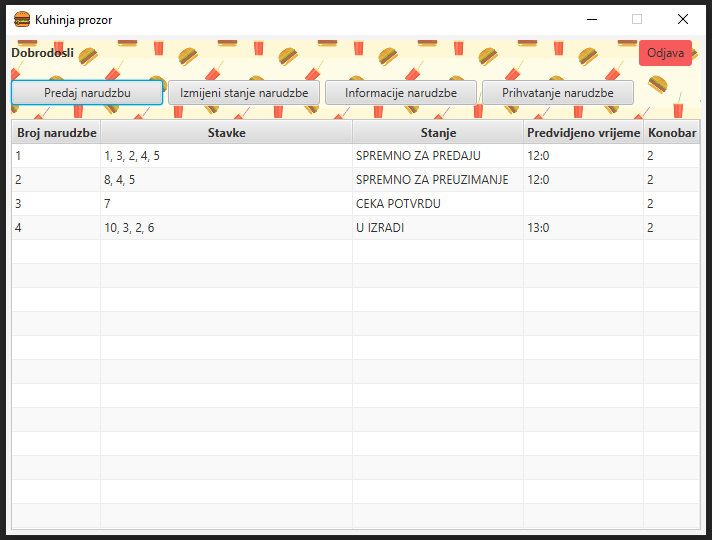 Kuhinja prozor
Dobrodosli Odjava
Predaj narudzbu Izmijeni stanje narudzbe Informacije narudzbe Prihvatanje narudzbe
Broj narudzbe Stavke Stanje Predvidjeno vrijeme Konobar
1 1, 3, 2, 4, 5 SPREMNO ZA PREDAJU 12:0 2
2 8, 4, 5 SPREMNO ZA PREUZIMANJE 12:0 2
3 7 CEKA POTVRDU 2
4 10, 3, 2, 6 U IZRADI 13:0 2